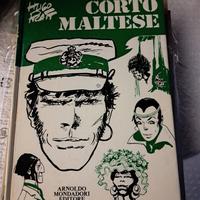 HUGO
PRATT
CORTO
MALTESE
ARNOLDO
MONDADORI
EDITORE